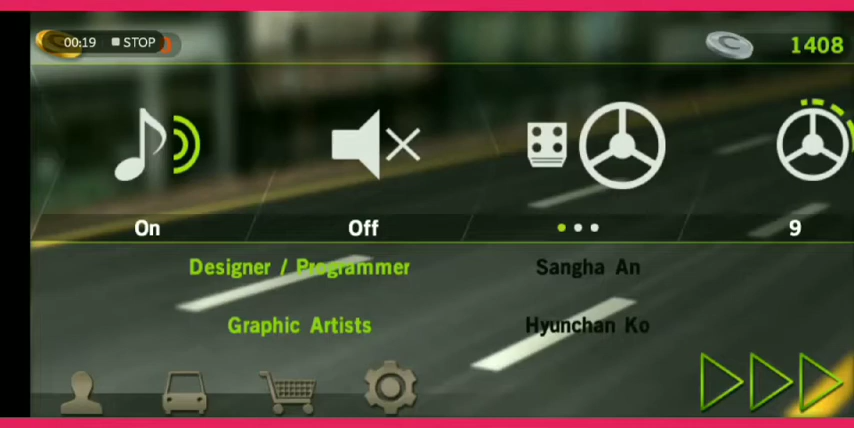 00:19 STOP
1408
On Off 9
Designer / Programmer Sangha An
Graphic Artists Hyunchan Ko